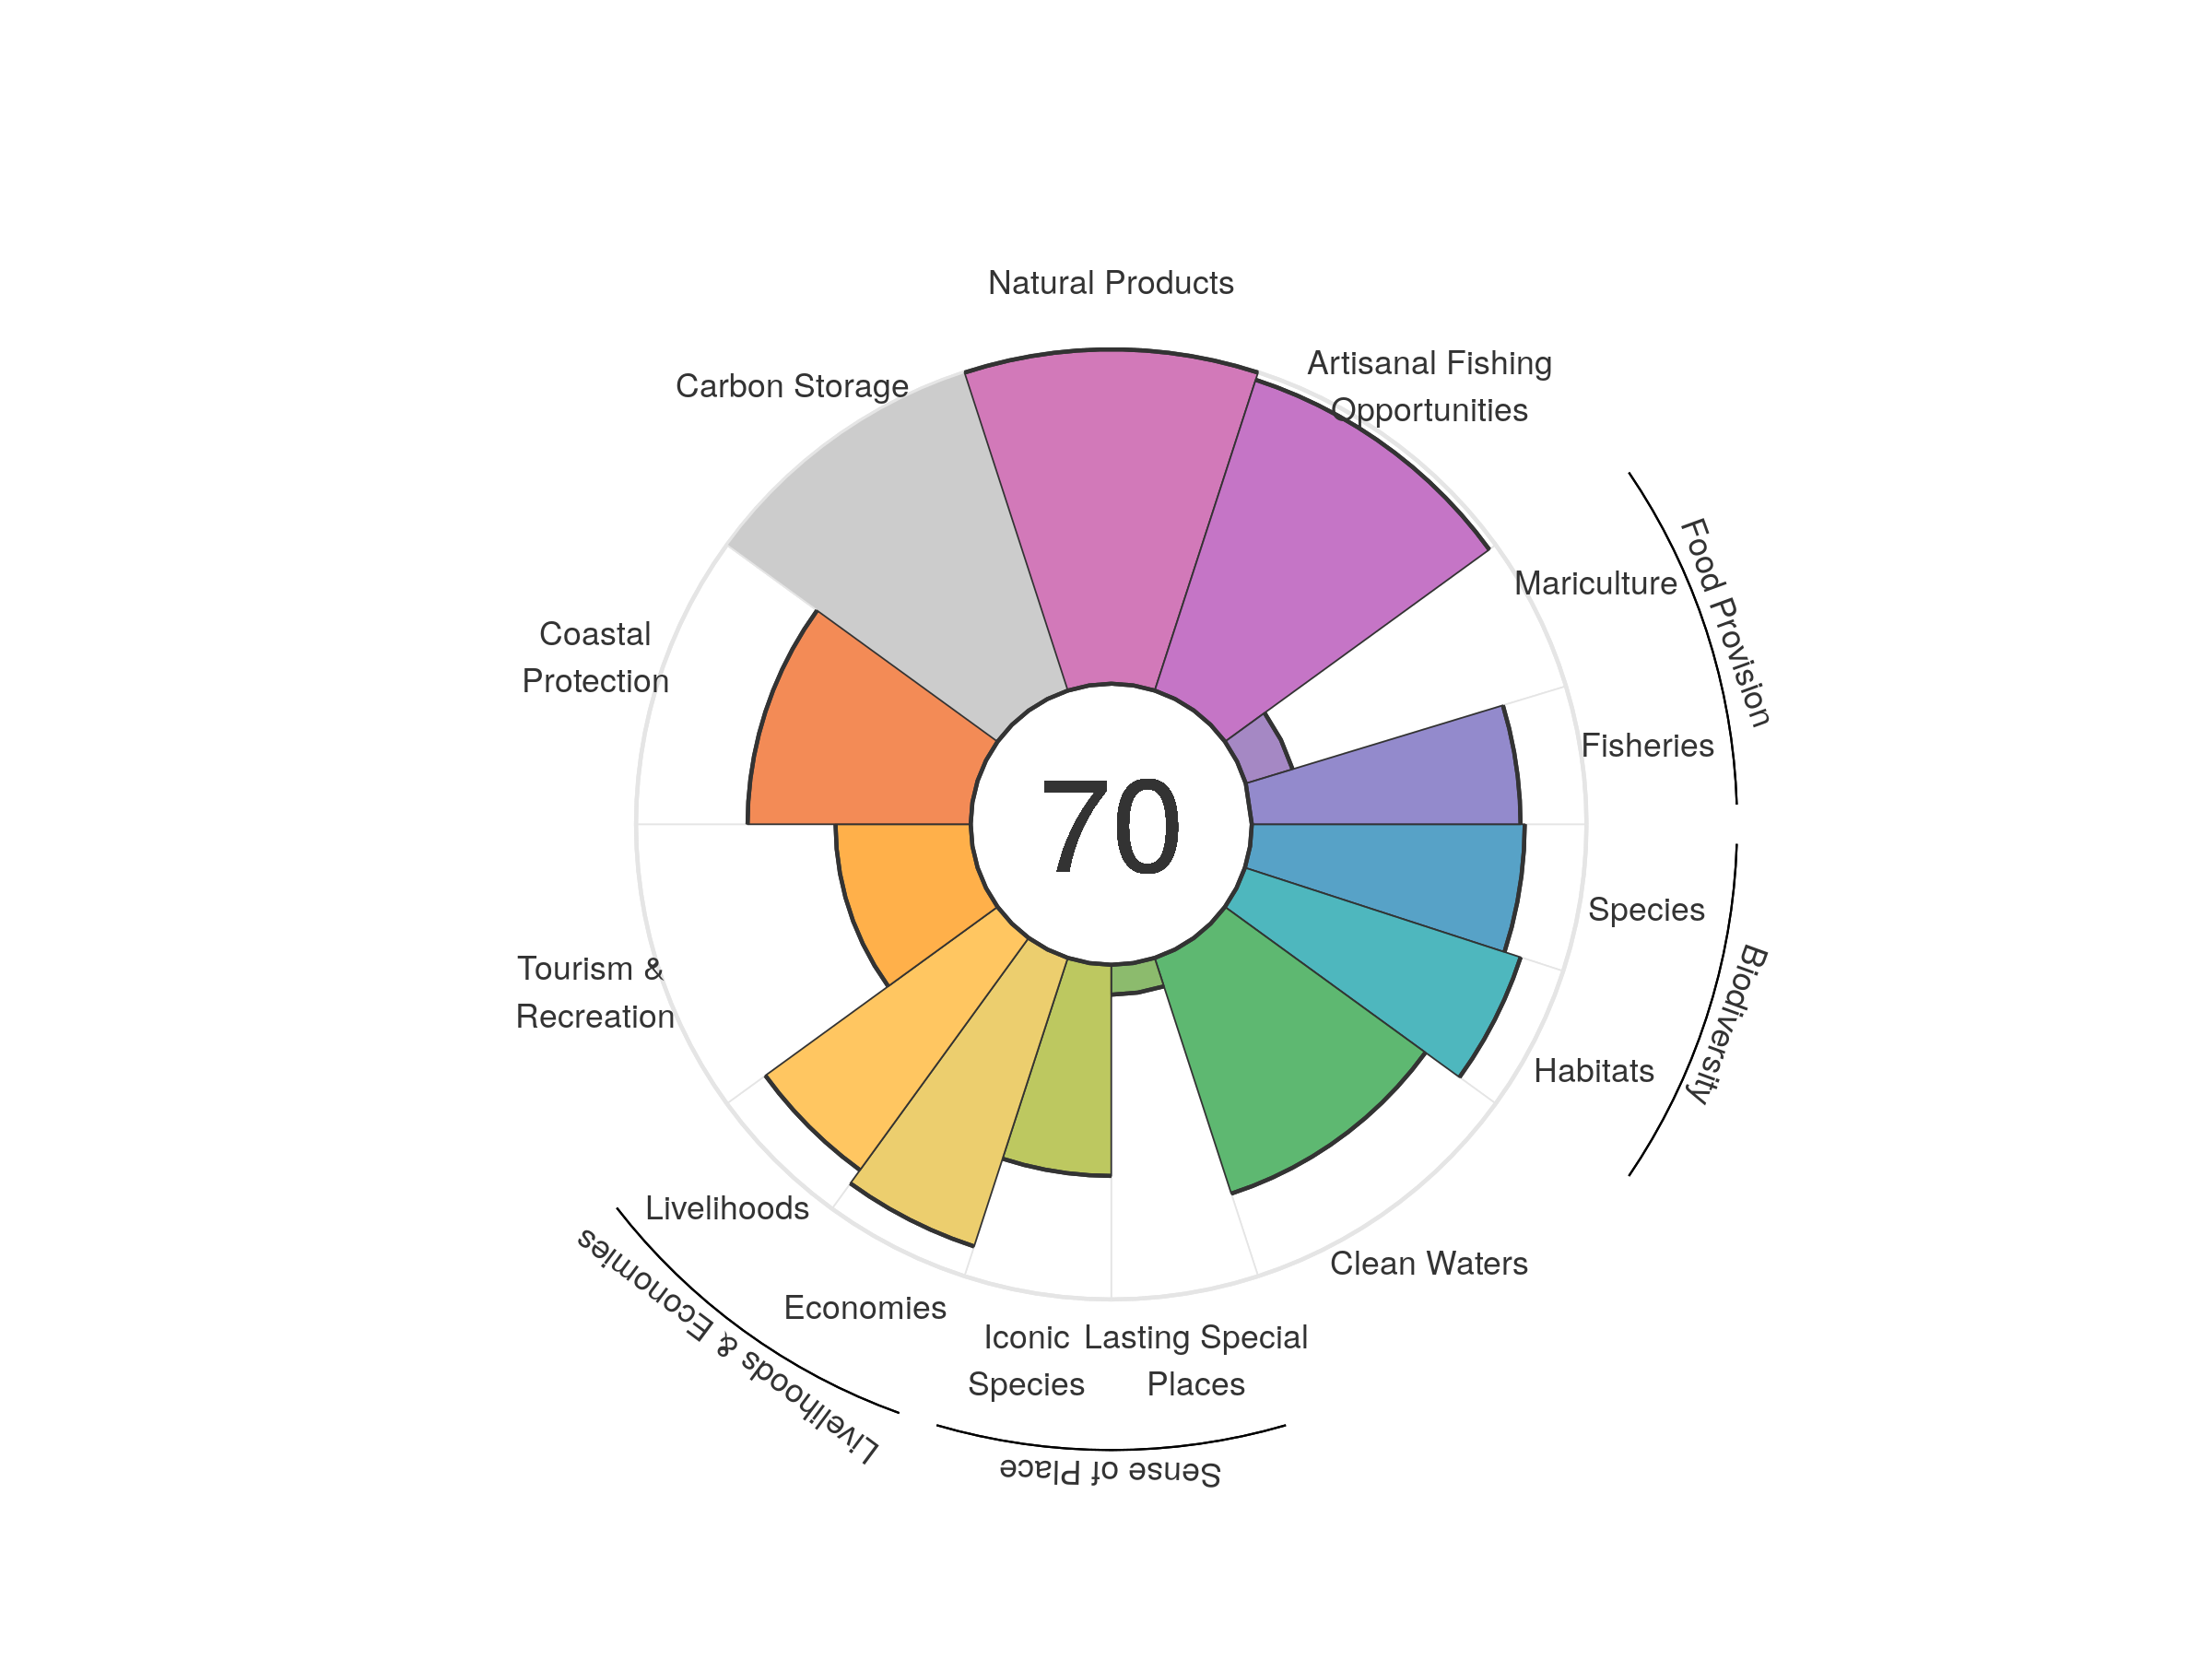 Natural Products
Artisanal Fishing
Opportunities
Carbon Storage
Food Provision
Mariculture
Coastal
Protection
Fisheries
70
Species
Biodiversity
Tourism &
Recreation
Habitats
Livelihoods
Clean Waters
Livelihoods & Economies
Economies
Iconic
Species
Lasting Special
Places
Sense of Place